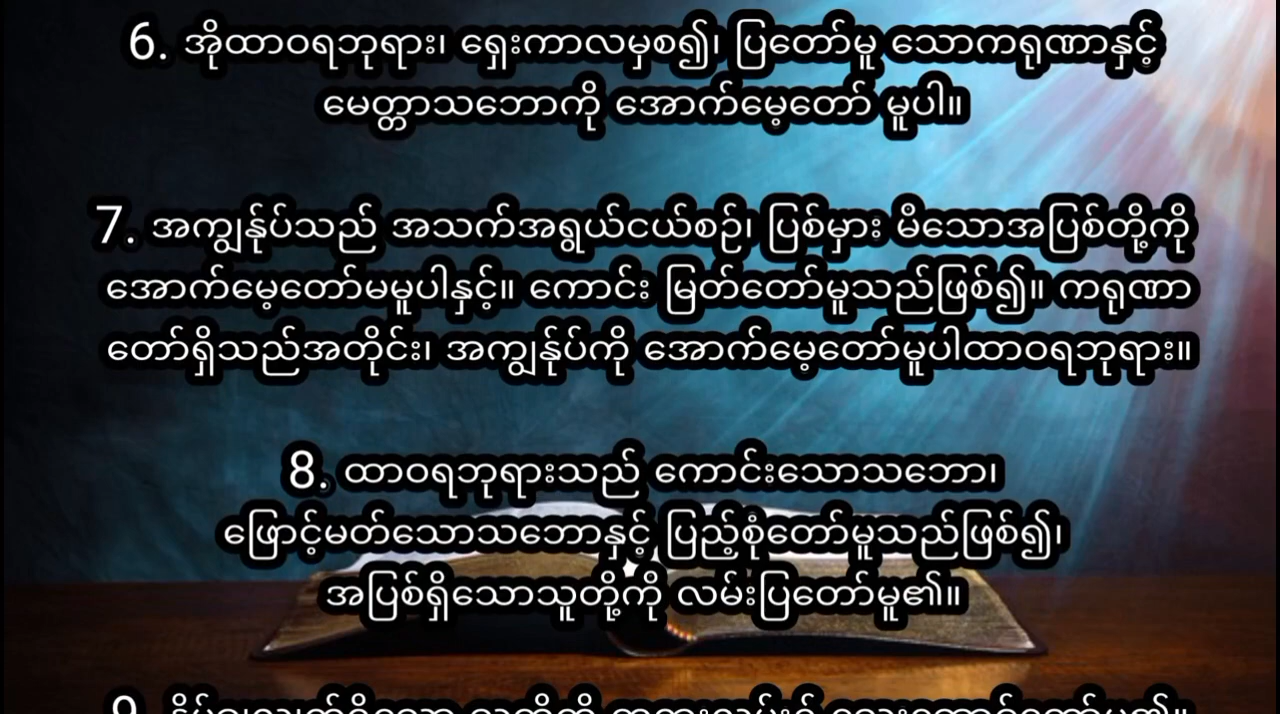 6. အိုထာဝရဘုရား၊ ရှေးကာလမှစ၍၊ ပြတော်မူ သောကရုဏာနှင့်
မေတ္တာသဘောကို အောက်မေ့တော် မူပါ။
7. အကျွန်ုပ်သည် အသက်အရွယ်ငယ်စဉ်၊ ပြစ်မှား မိသောအပြစ်တို့ကို
အောက်မေ့တော်မမူပါနှင့်။ ကောင်း မြတ်တော်မူသည်ဖြစ်၍။ ကရုဏာ
တော်ရှိသည်အတိုင်း၊ အကျွန်ုပ်ကို အောက်မေ့တော်မူပါထာဝရဘုရား။
8. ထာဝရဘုရားသည် ကောင်းသောသဘော၊
ဖြောင့်မတ်သောသဘောနှင့် ပြည့်စုံတော်မူသည်ဖြစ်၍၊
အပြစ်ရှိသောသူတို့ကို လမ်းပြတော်မူ၏။
9.